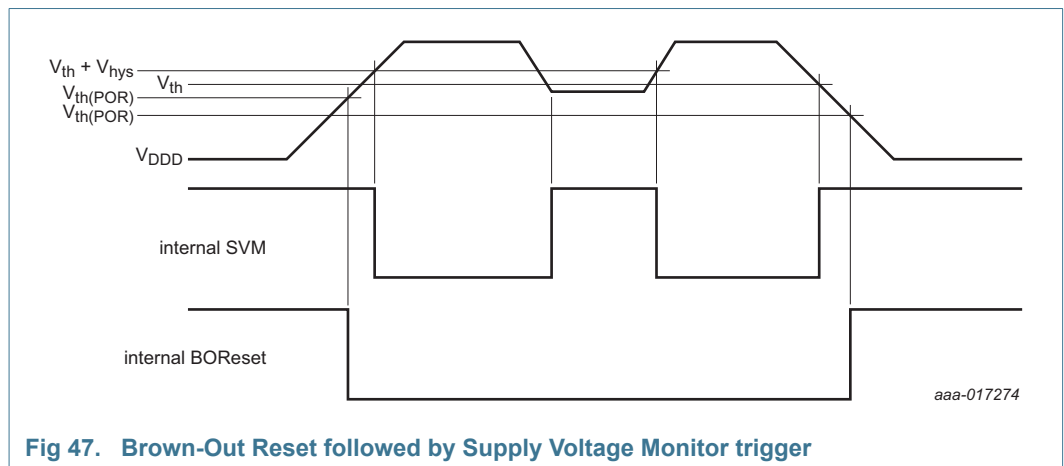 Vth + Vhys
Vth
Vth(POR)
Vth(POR)
VDDD
internal SVM
internal BOReset
aaa-017274
Fig 47. Brown-Out Reset followed by Supply Voltage Monitor trigger